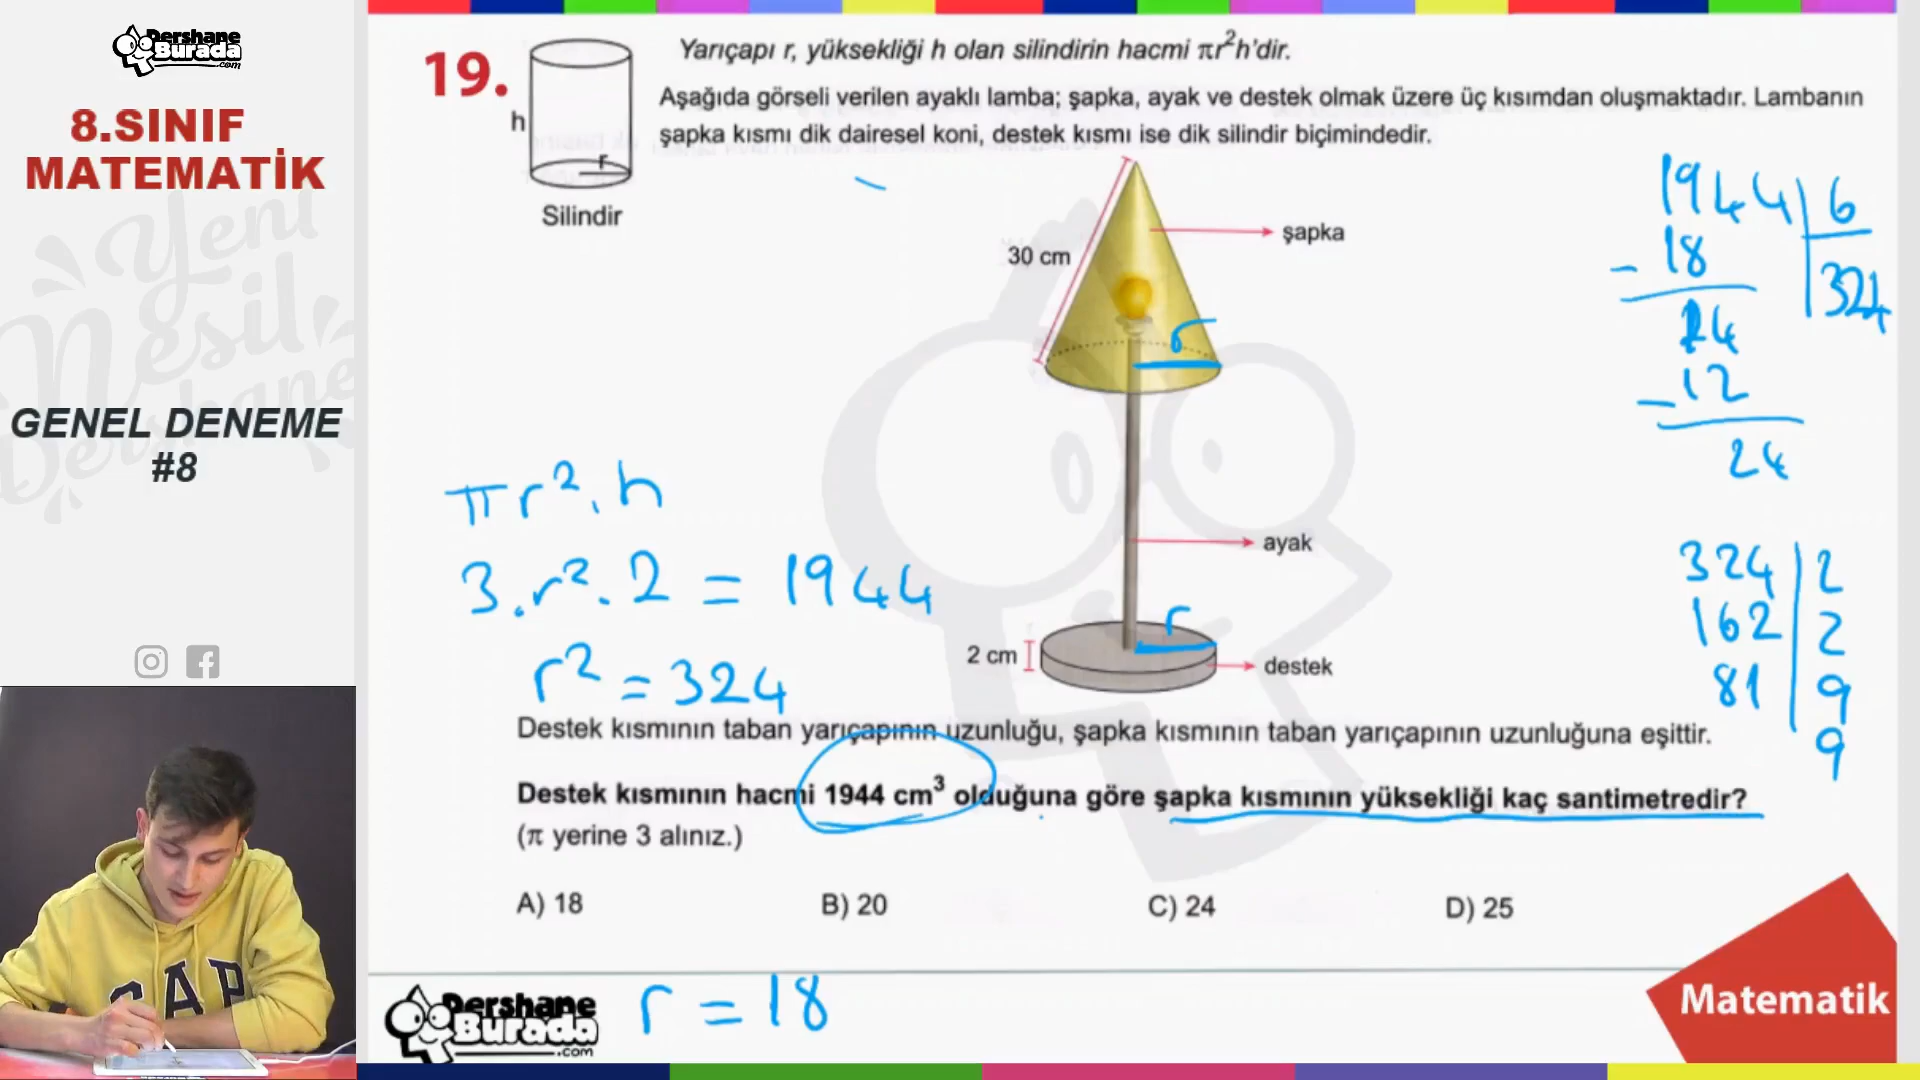 Dershane
Burada
.com
8.SINIF
MATEMATİK
Yeni
Nesil
Dershane
GENEL DENEME
#8
19.
h
r
Silindir
Yarıçapı r, yüksekliği h olan silindirin hacmi πr²h'dir.
Aşağıda görseli verilen ayaklı lamba; şapka, ayak ve destek olmak üzere üç kısımdan oluşmaktadır. Lambanın
şapka kısmı dik dairesel koni, destek kısmı ise dik silindir biçimindedir.
30 cm
şapka
r
ayak
r
2 cm
destek
πr².h
3.r².2 = 1944
r² = 324
1944 | 6
- 18
324
14
- 12
24
324 | 2
162 | 2
81 | 9
9
Destek kısmının taban yarıçapının uzunluğu, şapka kısmının taban yarıçapının uzunluğuna eşittir.
Destek kısmının hacmi 1944 cm³ olduğuna göre şapka kısmının yüksekliği kaç santimetredir?
(π yerine 3 alınız.)
A) 18
B) 20
C) 24
D) 25
Dershane
Burada
.com
r = 18
Matematik
GAP